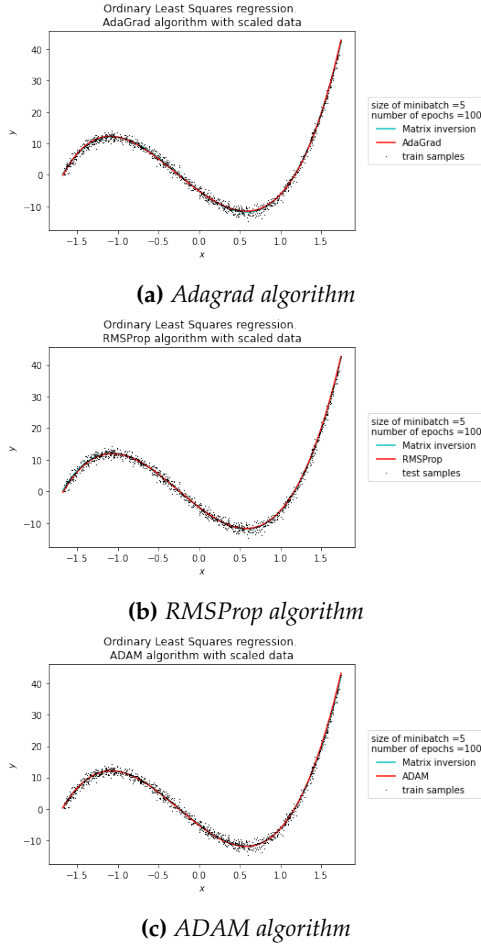 Ordinary Least Squares regression.
AdaGrad algorithm with scaled data
40
30
20
10
0
−10
y
−1.5 −1.0 −0.5 0.0 0.5 1.0 1.5
x
size of minibatch =5
number of epochs =100
Matrix inversion
AdaGrad
train samples
(a) Adagrad algorithm
Ordinary Least Squares regression.
RMSProp algorithm with scaled data
40
30
20
10
0
−10
y
−1.5 −1.0 −0.5 0.0 0.5 1.0 1.5
x
size of minibatch =5
number of epochs =100
Matrix inversion
RMSProp
test samples
(b) RMSProp algorithm
Ordinary Least Squares regression.
ADAM algorithm with scaled data
40
30
20
10
0
−10
y
−1.5 −1.0 −0.5 0.0 0.5 1.0 1.5
x
size of minibatch =5
number of epochs =100
Matrix inversion
ADAM
train samples
(c) ADAM algorithm